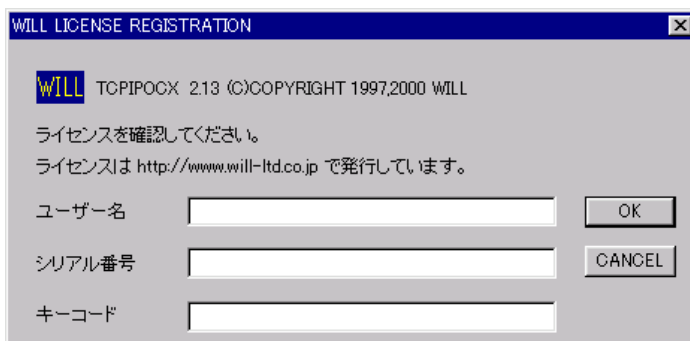 WILL LICENSE REGISTRATION
WILL TCPIPOCX 2.13 (C)COPYRIGHT 1997,2000 WILL
ライセンスを確認してください。
ライセンスは http://www.will-ltd.co.jp で発行しています。
ユーザー名 OK
シリアル番号 CANCEL
キーコード